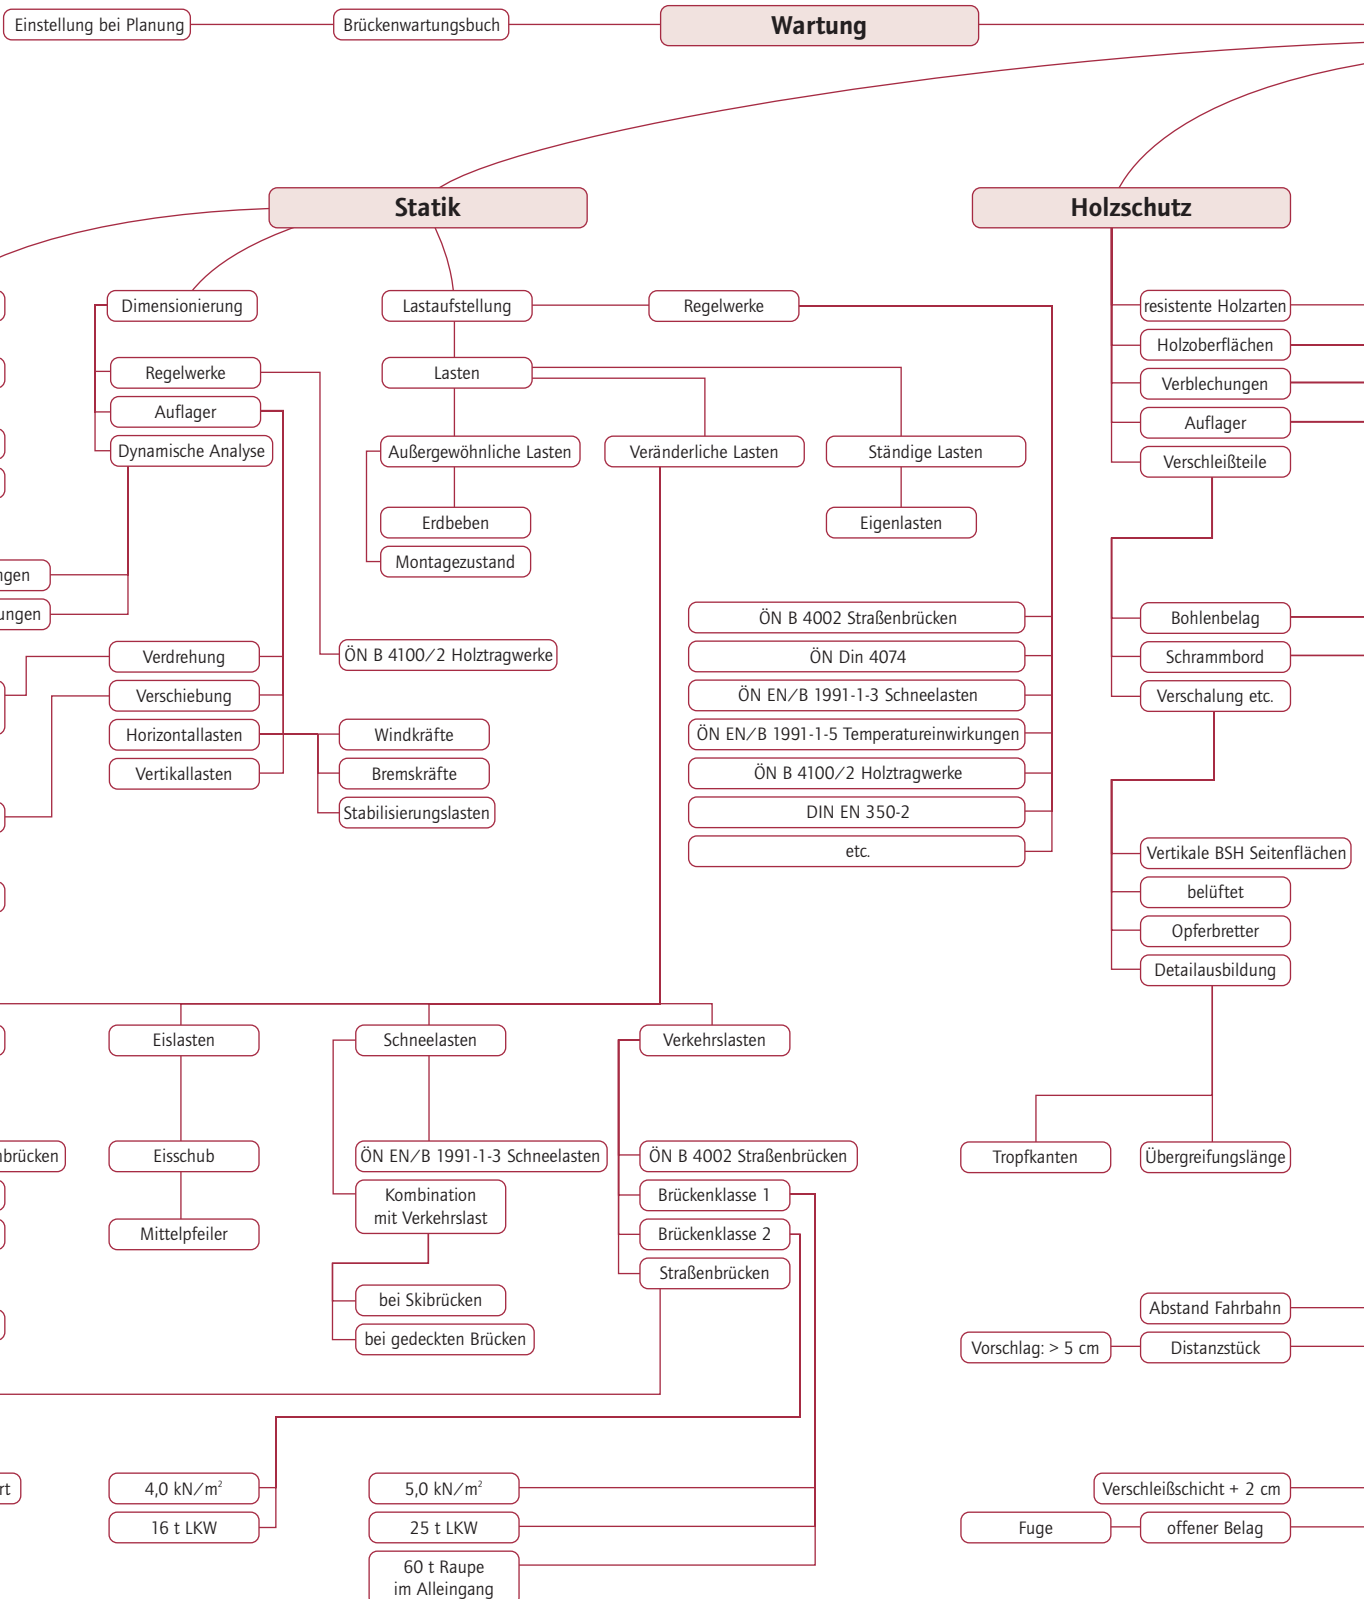 Einstellung bei Planung
Brückenwartungsbuch
Wartung
Statik
Holzschutz
Dimensionierung
Lastaufstellung
Regelwerke
resistente Holzarten
Holzoberflächen
Regelwerke
Lasten
Verblechungen
Auflager
Auflager
Dynamische Analyse
Außergewöhnliche Lasten
Veränderliche Lasten
Ständige Lasten
Verschleißteile
Erdbeben
Eigenlasten
Montagezustand
ngen
ungen
ÖN B 4002 Straßenbrücken
Bohlenbelag
Verdrehung
ÖN B 4100/2 Holztragwerke
ÖN Din 4074
Schrammbord
Verschiebung
ÖN EN/B 1991-1-3 Schneelasten
Verschalung etc.
Horizontallasten
Windkräfte
ÖN EN/B 1991-1-5 Temperatureinwirkungen
Vertikallasten
Bremskräfte
ÖN B 4100/2 Holztragwerke
Stabilisierungslasten
DIN EN 350-2
etc.
Vertikale BSH Seitenflächen
belüftet
Opferbretter
Detailausbildung
Eislasten
Schneelasten
Verkehrslasten
nbrücken
Eisschub
ÖN EN/B 1991-1-3 Schneelasten
ÖN B 4002 Straßenbrücken
Tropfkanten
Übergreifungslänge
Kombination
mit Verkehrslast
Brückenklasse 1
Mittelpfeiler
Brückenklasse 2
Straßenbrücken
bei Skibrücken
Abstand Fahrbahn
bei gedeckten Brücken
Vorschlag: > 5 cm
Distanzstück
rt
4,0 kN/m²
5,0 kN/m²
Verschleißschicht + 2 cm
16 t LKW
25 t LKW
Fuge
offener Belag
60 t Raupe
im Alleingang